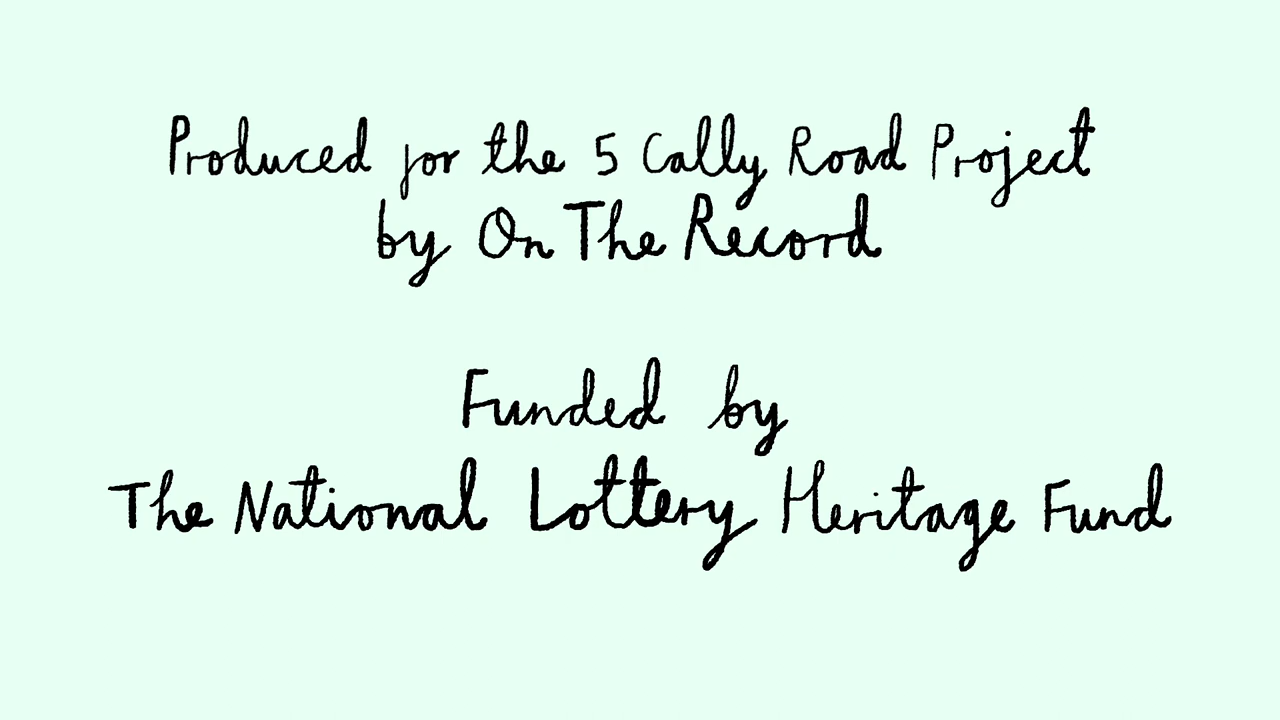 Produced for the 5 Cally Road Project
by On The Record
Funded by
The National Lottery Heritage Fund